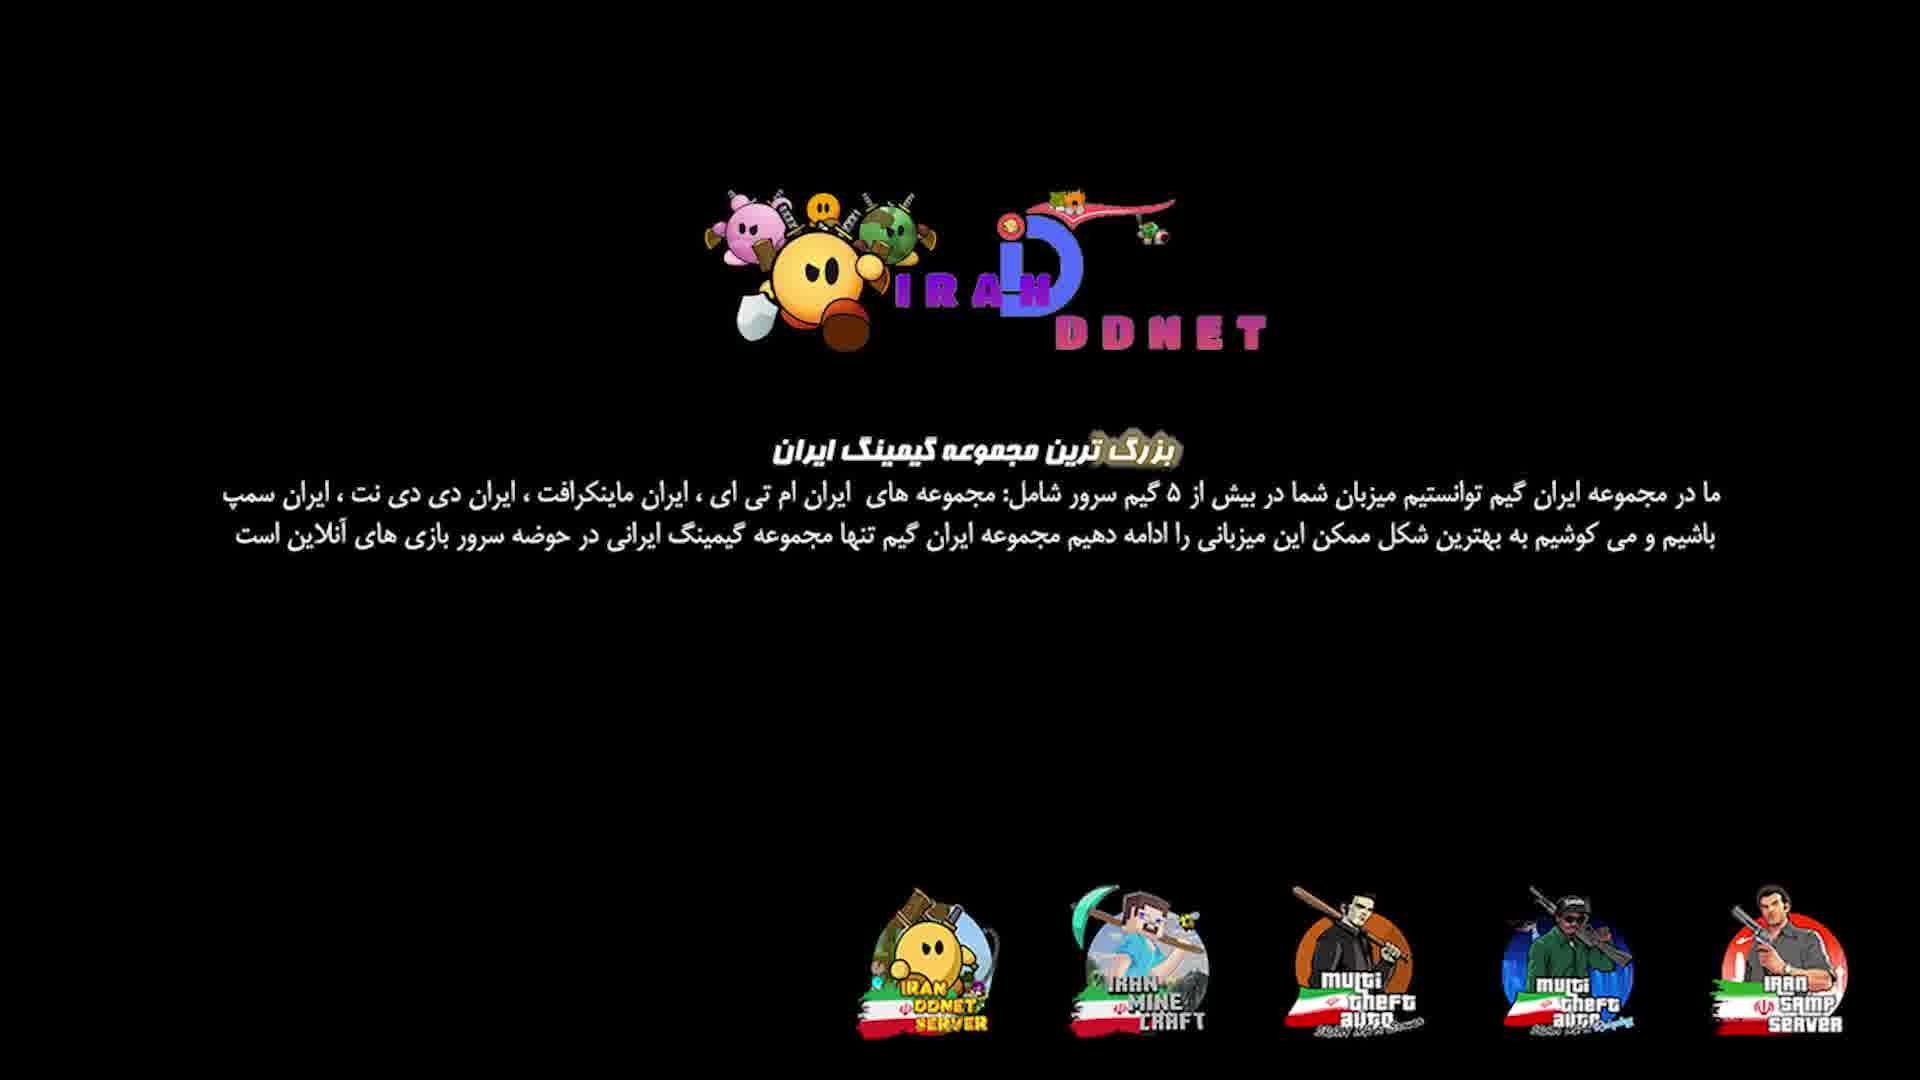 IRAN
DDNET
بزرگ ترین مجموعه گیمینگ ایران
ما در مجموعه ایران گیم توانستیم میزبان شما در بیش از ۵ گیم سرور شامل: مجموعه های ایران ام تی ای ، ایران ماینکرافت ، ایران دی دی نت ، ایران سمپ
باشیم و می کوشیم به بهترین شکل ممکن این میزبانی را ادامه دهیم مجموعه ایران گیم تنها مجموعه گیمینگ ایرانی در حوضه سرور بازی های آنلاین است
IRAN
DDNET
SERVER
IRAN
MINE
CRAFT
multi
theft
auto
multi
theft
auto
IRAN
SAMP
SERVER